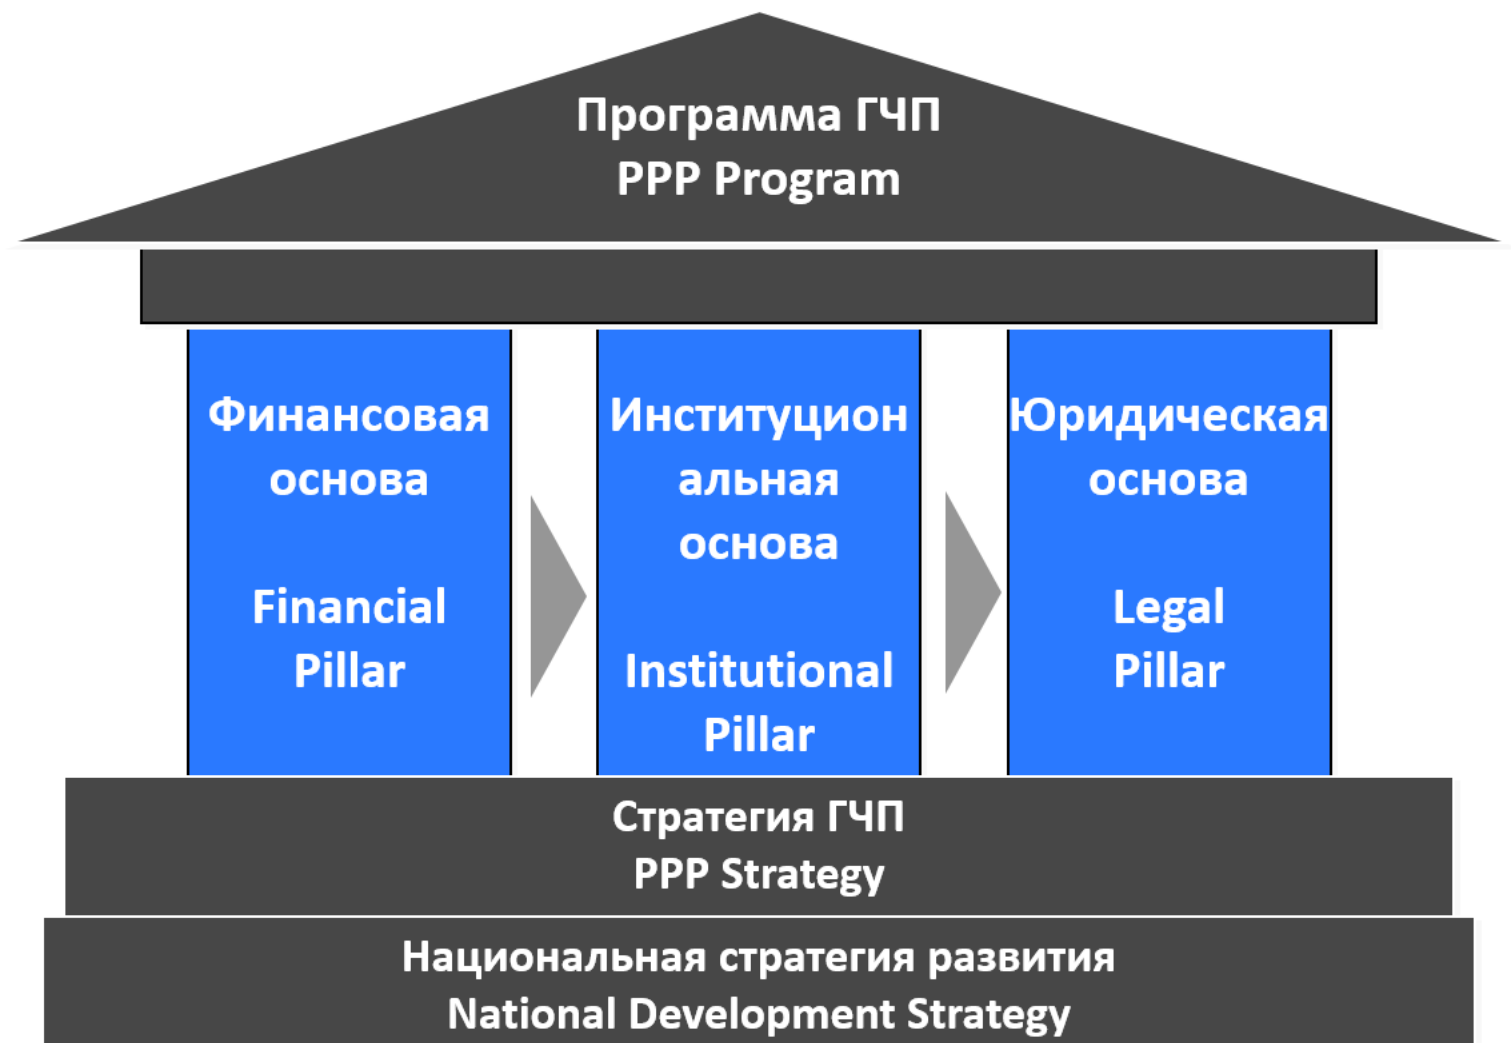 Программа ГЧП
PPP Program
Финансовая
основа
Financial
Pillar
Институцион
альная
основа
Institutional
Pillar
Юридическая
основа
Legal
Pillar
Стратегия ГЧП
PPP Strategy
Национальная стратегия развития
National Development Strategy